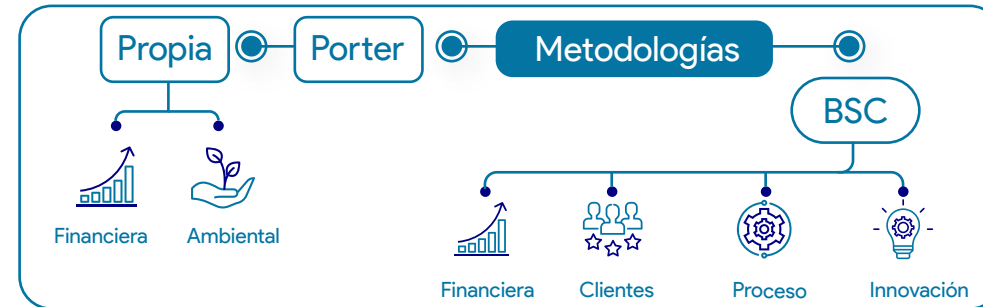 Propia
Porter
Metodologías
BSC
Financiera
Ambiental
Financiera
Clientes
Proceso
Innovación